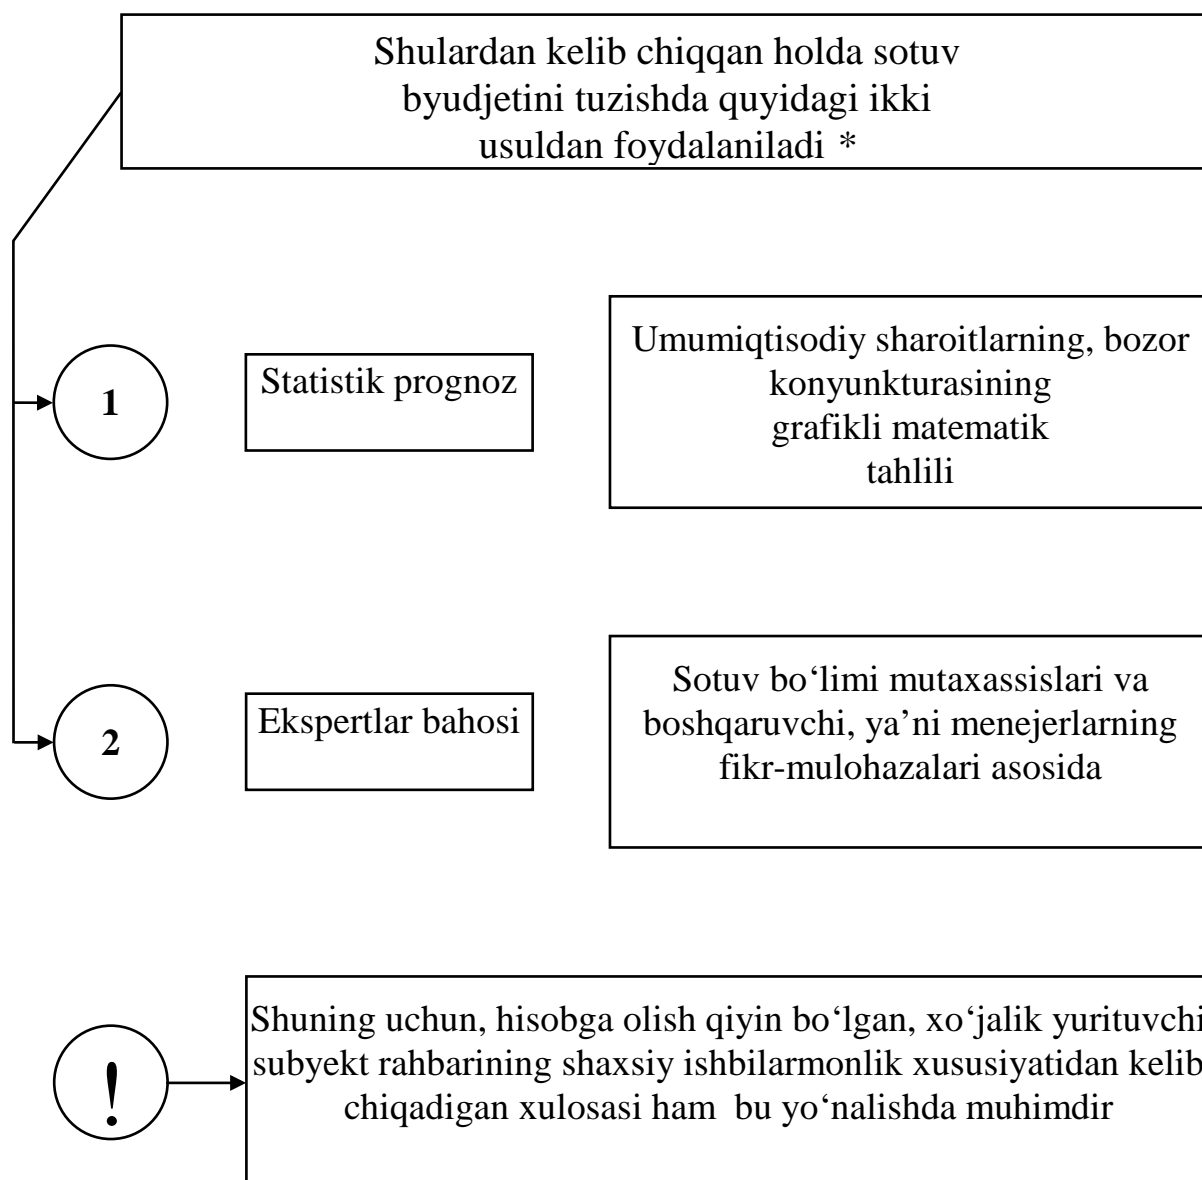 Shulardan kelib chiqqan holda sotuv
byudjetini tuzishda quyidagi ikki
usuldan foydalaniladi *
1
Statistik prognoz
Umumiqtisodiy sharoitlarning, bozor
konyunkturasining
grafikli matematik
tahlili
2
Ekspertlar bahosi
Sotuv bo‘limi mutaxassislari va
boshqaruvchi, ya’ni menejerlarning
fikr-mulohazalari asosida
!
Shuning uchun, hisobga olish qiyin bo‘lgan, xo‘jalik yurituvchi
subyekt rahbarining shaxsiy ishbilarmonlik xususiyatidan kelib
chiqadigan xulosasi ham  bu yo‘nalishda muhimdir